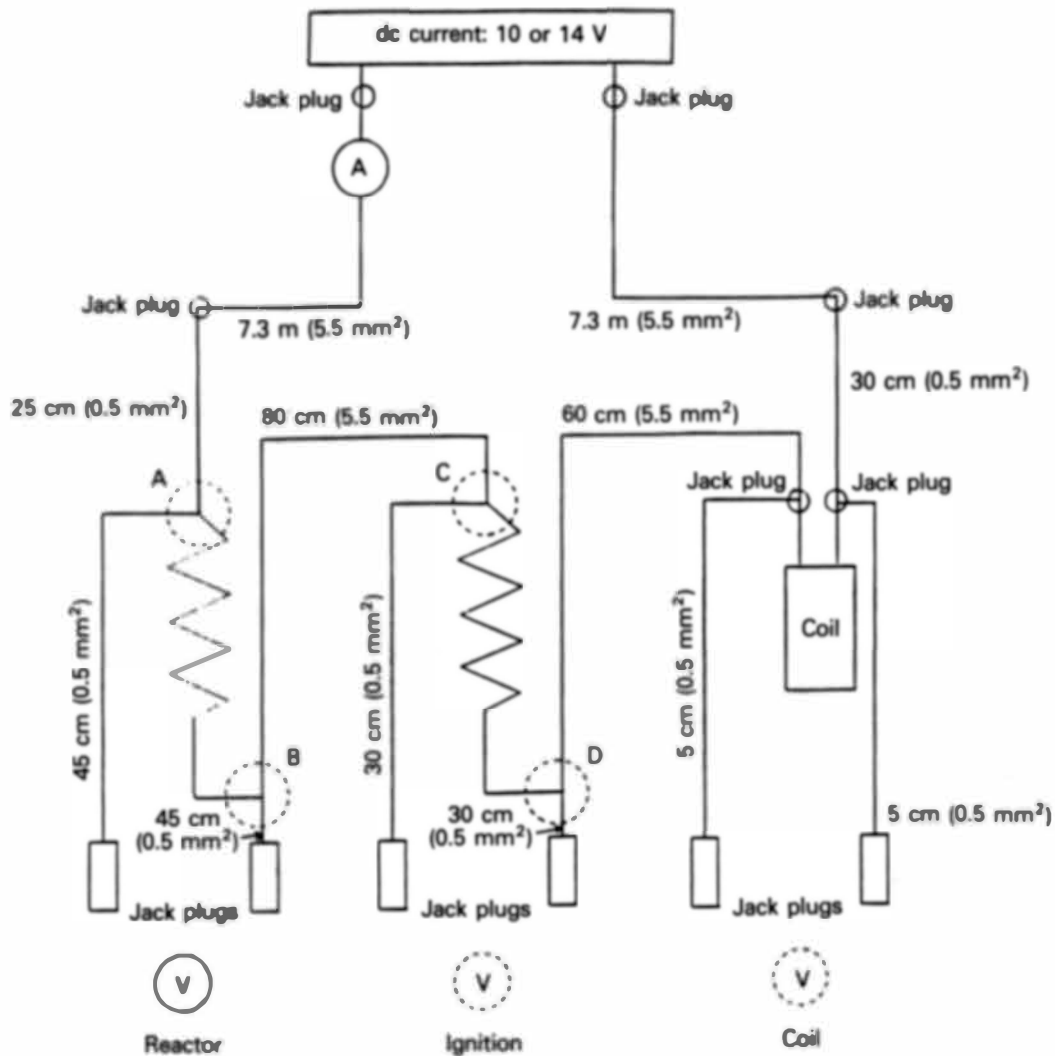 dc current: 10 or 14 V
Jack plug
Jack plug
A
Jack plug
7.3 m (5.5 mm²)
7.3 m (5.5 mm²)
Jack plug
25 cm (0.5 mm²)
30 cm (0.5 mm²)
80 cm (5.5 mm²)
60 cm (5.5 mm²)
A
C
Jack plug
Jack plug
45 cm (0.5 mm²)
30 cm (0.5 mm²)
5 cm (0.5 mm²)
Coil
B
D
45 cm
(0.5 mm²)
30 cm
(0.5 mm²)
5 cm (0.5 mm²)
Jack plugs
Jack plugs
Jack plugs
V
V
V
Reactor
Ignition
Coil